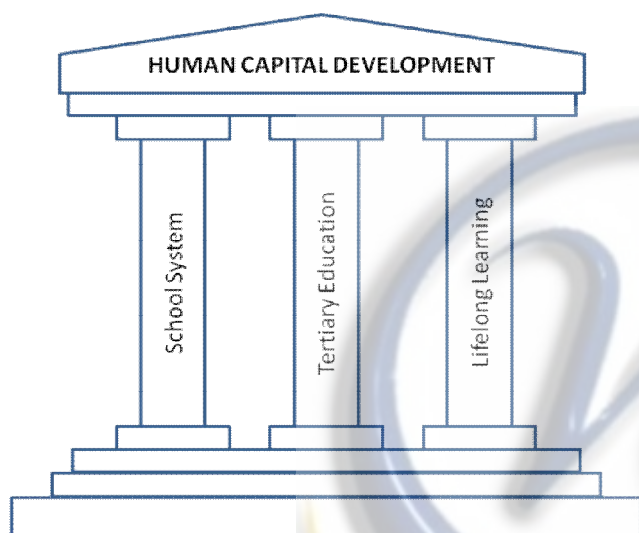 HUMAN CAPITAL DEVELOPMENT
School System
Tertiary Education
Lifelong Learning